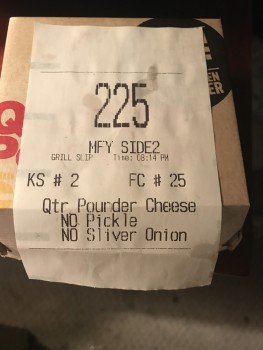 225
MFY SIDE2
GRILL SLIP Time: 08:14 PM
KS # 2 FC # 25
Qtr Pounder Cheese
NO Pickle
NO Sliver Onion